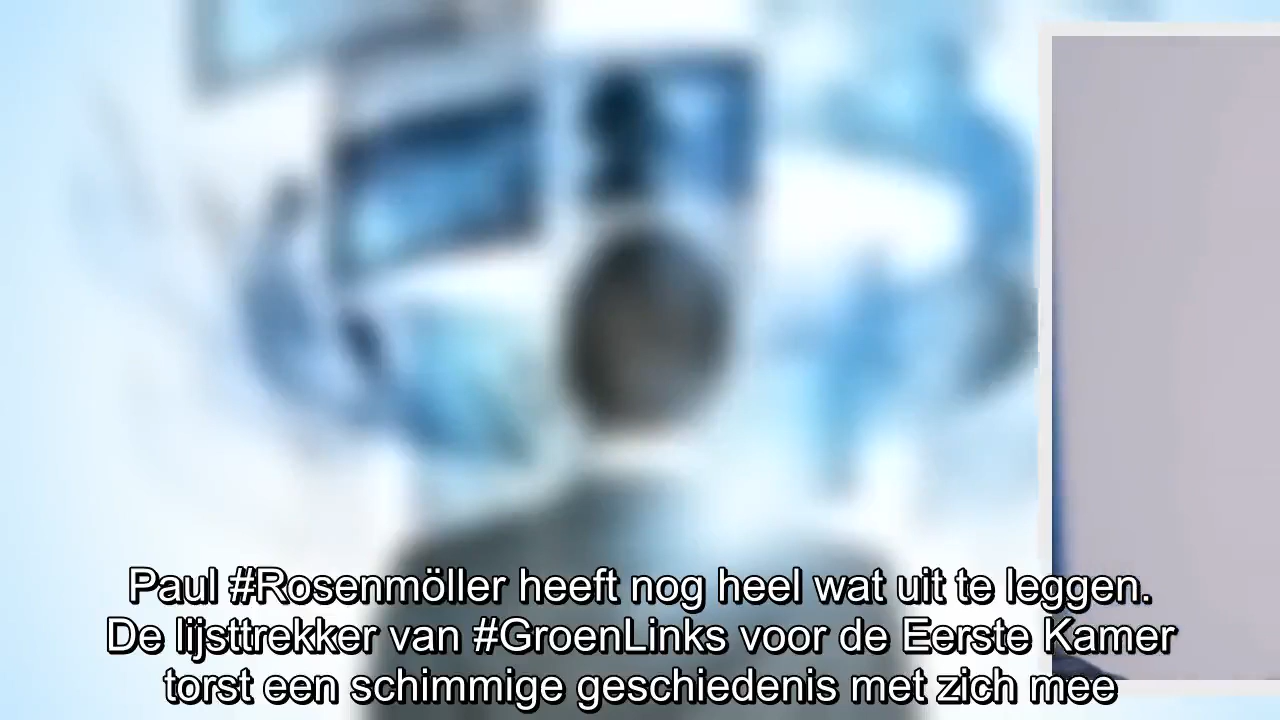 Paul #Rosenmöller heeft nog heel wat uit te leggen.
De lijsttrekker van #GroenLinks voor de Eerste Kamer
torst een schimmige geschiedenis met zich mee